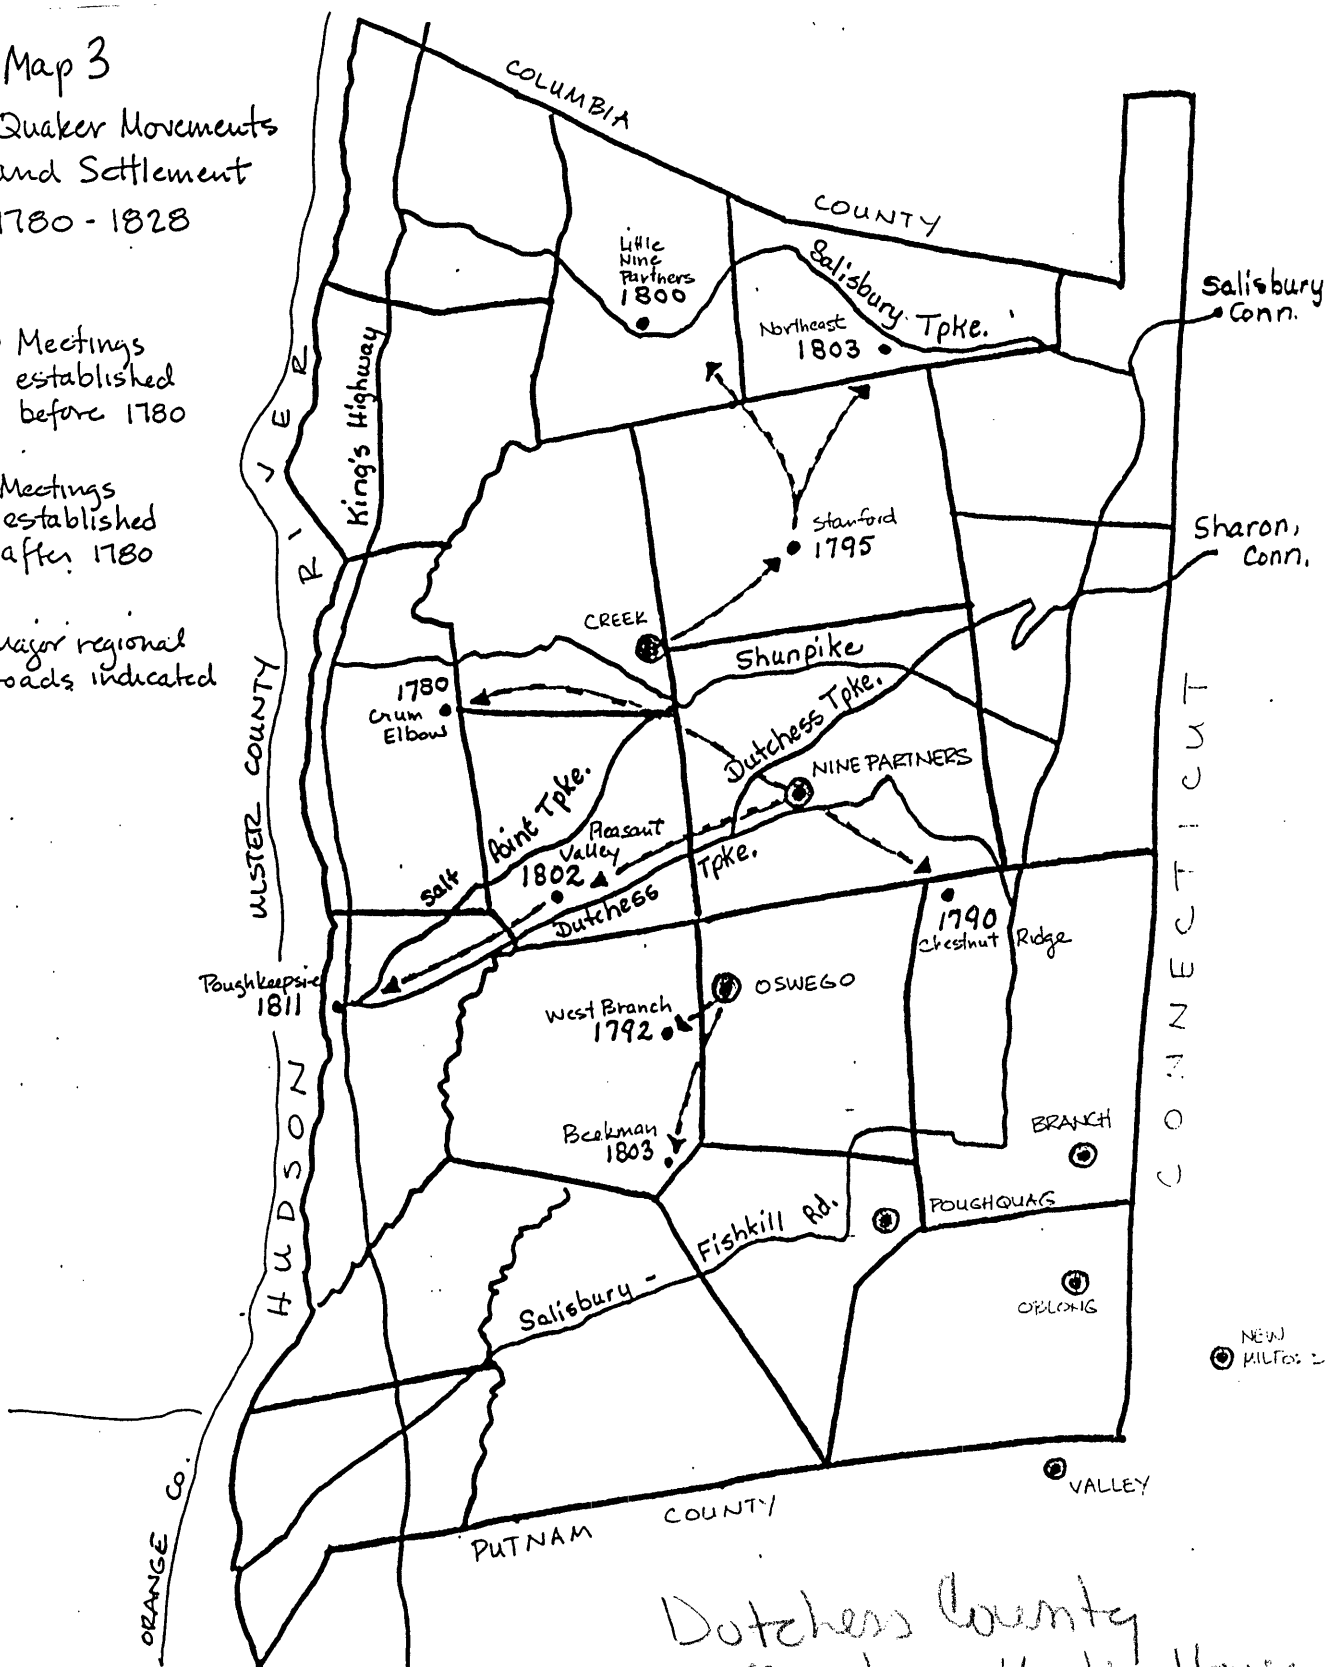 Map 3
Quaker Movements
and Settlement
1780 - 1828
Meetings
established
before 1780
Meetings
established
after 1780
Major regional
roads indicated
COLUMBIA
COUNTY
Little
Nine
Partners
1800
Salisbury Tpke.
Northeast
1803
Salisbury
Conn.
King's Highway
RIVER
Stanford
1795
Sharon,
Conn.
CREEK
Shunpike
1780
Crum
Elbow
Dutchess Tpke.
NINE PARTNERS
ULSTER COUNTY
Salt Point Tpke.
Pleasant
Valley
1802
Dutchess Tpke.
1790
Chestnut Ridge
CONNECTICUT
Poughkeepsie
1811
OSWEGO
West Branch
1792
HUDSON
Beekman
1803
BRANCH
POUGHQUAG
Salisbury - Fishkill Rd.
OBLONG
NEW
ORANGE CO.
VALLEY
PUTNAM COUNTY
Dutchess County